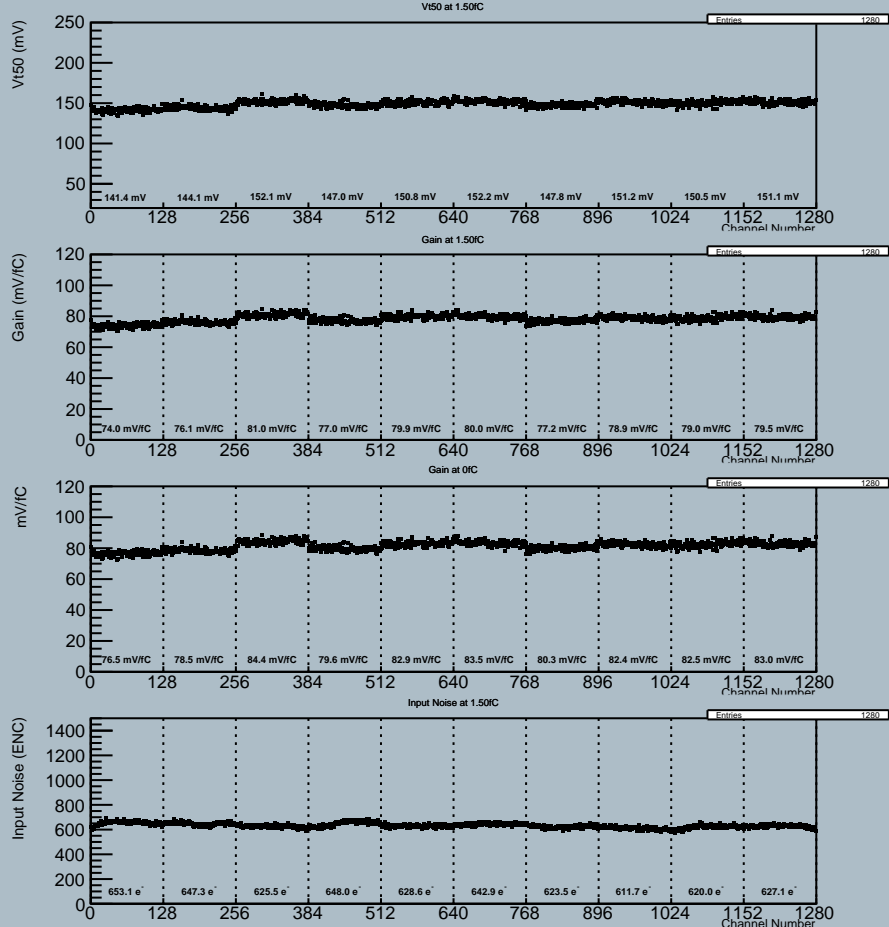 Vt50 at 1.50fC
Entries 1280
Vt50 (mV)
250
200
150
100
50
141.4 mV 144.1 mV 152.1 mV 147.0 mV 150.8 mV 152.2 mV 147.8 mV 151.2 mV 150.5 mV 151.1 mV
0 128 256 384 512 640 768 896 1024 1152 1280
Channel Number
Gain at 1.50fC
Entries 1280
Gain (mV/fC)
120
100
80
60
40
20
0
74.0 mV/fC 76.1 mV/fC 81.0 mV/fC 77.0 mV/fC 79.9 mV/fC 80.0 mV/fC 77.2 mV/fC 78.9 mV/fC 79.0 mV/fC 79.5 mV/fC
0 128 256 384 512 640 768 896 1024 1152 1280
Channel Number
Gain at 0fC
Entries 1280
mV/fC
120
100
80
60
40
20
0
76.5 mV/fC 78.5 mV/fC 84.4 mV/fC 79.6 mV/fC 82.9 mV/fC 83.5 mV/fC 80.3 mV/fC 82.4 mV/fC 82.5 mV/fC 83.0 mV/fC
0 128 256 384 512 640 768 896 1024 1152 1280
Channel Number
Input Noise at 1.50fC
Entries 1280
Input Noise (ENC)
1400
1200
1000
800
600
400
200
0
653.1 e⁻ 647.3 e⁻ 625.5 e⁻ 648.0 e⁻ 628.6 e⁻ 642.9 e⁻ 623.5 e⁻ 611.7 e⁻ 620.0 e⁻ 627.1 e⁻
0 128 256 384 512 640 768 896 1024 1152 1280
Channel Number